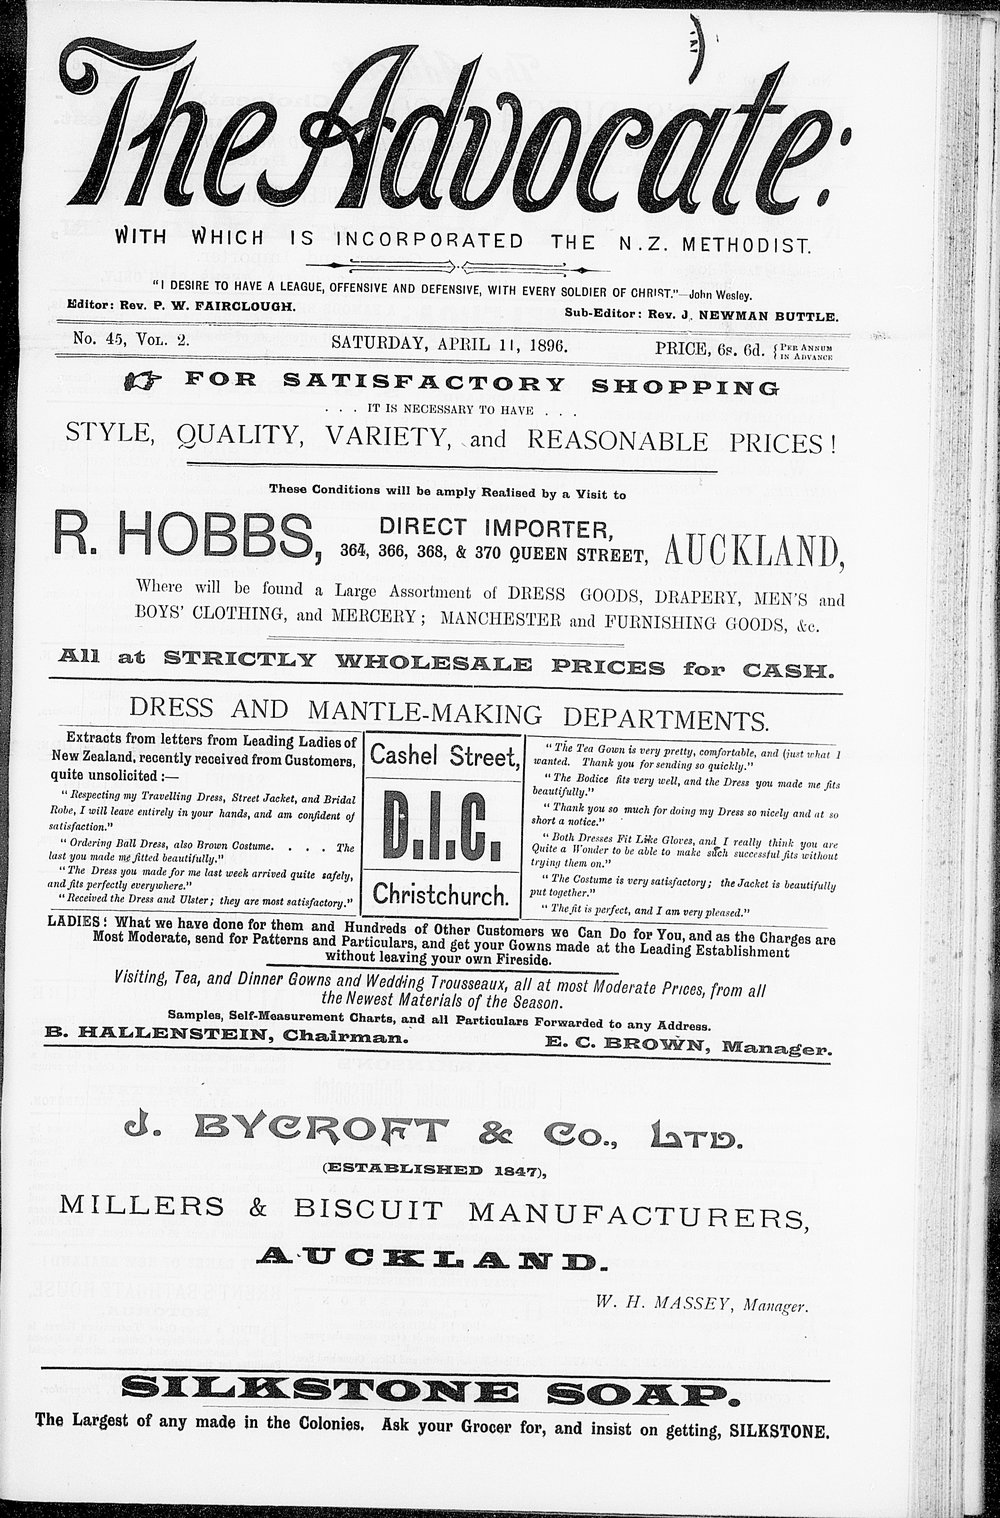 The Advocate:
WITH WHICH IS INCORPORATED THE N.Z. METHODIST.
"I DESIRE TO HAVE A LEAGUE, OFFENSIVE AND DEFENSIVE, WITH EVERY SOLDIER OF CHRIST."—John Wesley.
Editor: Rev. P. W. FAIRCLOUGH.
Sub-Editor: Rev. J. NEWMAN BUTTLE.
No. 45, VOL. 2.
SATURDAY, APRIL 11, 1896.
PRICE, 6s. 6d. { PER ANNUM
IN ADVANCE
FOR SATISFACTORY SHOPPING
. . . IT IS NECESSARY TO HAVE . . .
STYLE, QUALITY, VARIETY, and REASONABLE PRICES!
These Conditions will be amply Realised by a Visit to
R. HOBBS,
DIRECT IMPORTER,
364, 366, 368, & 370 QUEEN STREET,
AUCKLAND,
Where will be found a Large Assortment of DRESS GOODS, DRAPERY, MEN'S and
BOYS' CLOTHING, and MERCERY; MANCHESTER and FURNISHING GOODS, &c.
All at STRICTLY WHOLESALE PRICES for CASH.
DRESS AND MANTLE-MAKING DEPARTMENTS.
Extracts from letters from Leading Ladies of
New Zealand, recently received from Customers,
quite unsolicited :—
"Respecting my Travelling Dress, Street Jacket, and Bridal
Robe, I will leave entirely in your hands, and am confident of
satisfaction."
"Ordering Ball Dress, also Brown Costume. . . . The
last you made me fitted beautifully."
"The Dress you made for me last week arrived quite safely,
and fits perfectly everywhere."
"Received the Dress and Ulster; they are most satisfactory."
Cashel Street,
D.I.C.
Christchurch.
"The Tea Gown is very pretty, comfortable, and (just what I
wanted. Thank you for sending so quickly."
"The Bodice fits very well, and the Dress you made me fits
beautifully."
"Thank you so much for doing my Dress so nicely and at so
short a notice."
"Both Dresses Fit Like Gloves, and I really think you are
Quite a Wonder to be able to make such successful fits without
trying them on."
"The Costume is very satisfactory; the Jacket is beautifully
put together."
"The fit is perfect, and I am very pleased."
LADIES! What we have done for them and Hundreds of Other Customers we Can Do for You, and as the Charges are
Most Moderate, send for Patterns and Particulars, and get your Gowns made at the Leading Establishment
without leaving your own Fireside.
Visiting, Tea, and Dinner Gowns and Wedding Trousseaux, all at most Moderate Prices, from all
the Newest Materials of the Season.
Samples, Self-Measurement Charts, and all Particulars Forwarded to any Address.
B. HALLENSTEIN, Chairman.
E. C. BROWN, Manager.
J. BYCROFT & Co., LTD.
(ESTABLISHED 1847),
MILLERS & BISCUIT MANUFACTURERS,
AUCKLAND.
W. H. MASSEY, Manager.
SILKSTONE SOAP.
The Largest of any made in the Colonies. Ask your Grocer for, and insist on getting, SILKSTONE.